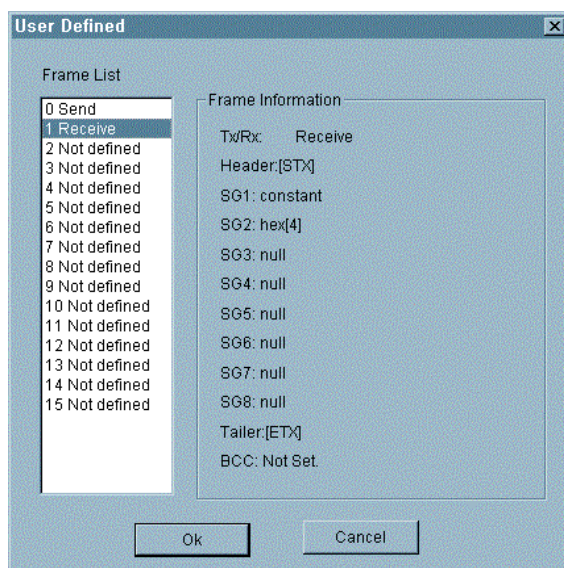 User Defined
Frame List
0 Send
1 Receive
2 Not defined
3 Not defined
4 Not defined
5 Not defined
6 Not defined
7 Not defined
8 Not defined
9 Not defined
10 Not defined
11 Not defined
12 Not defined
13 Not defined
14 Not defined
15 Not defined
Frame Information
Tx/Rx: Receive
Header:[STX]
SG1: constant
SG2: hex[4]
SG3: null
SG4: null
SG5: null
SG6: null
SG7: null
SG8: null
Tailer:[ETX]
BCC: Not Set.
Ok
Cancel